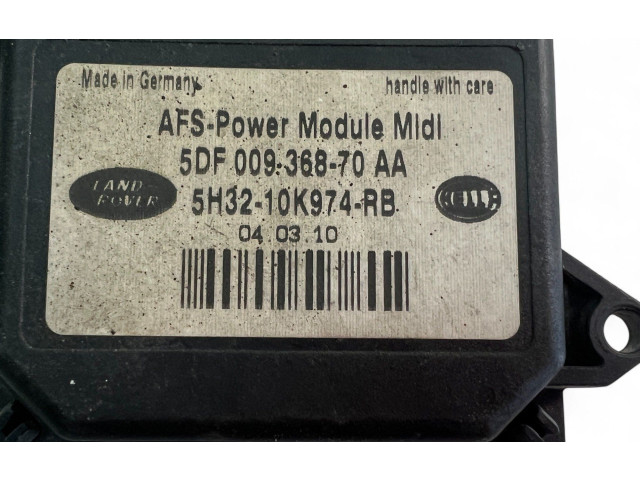 Made in Germany handle with care
AFS-Power Module Midi
5DF 009.368-70 AA
LAND
ROVER
5H32-10K974-RB
HELLA
04 03 10